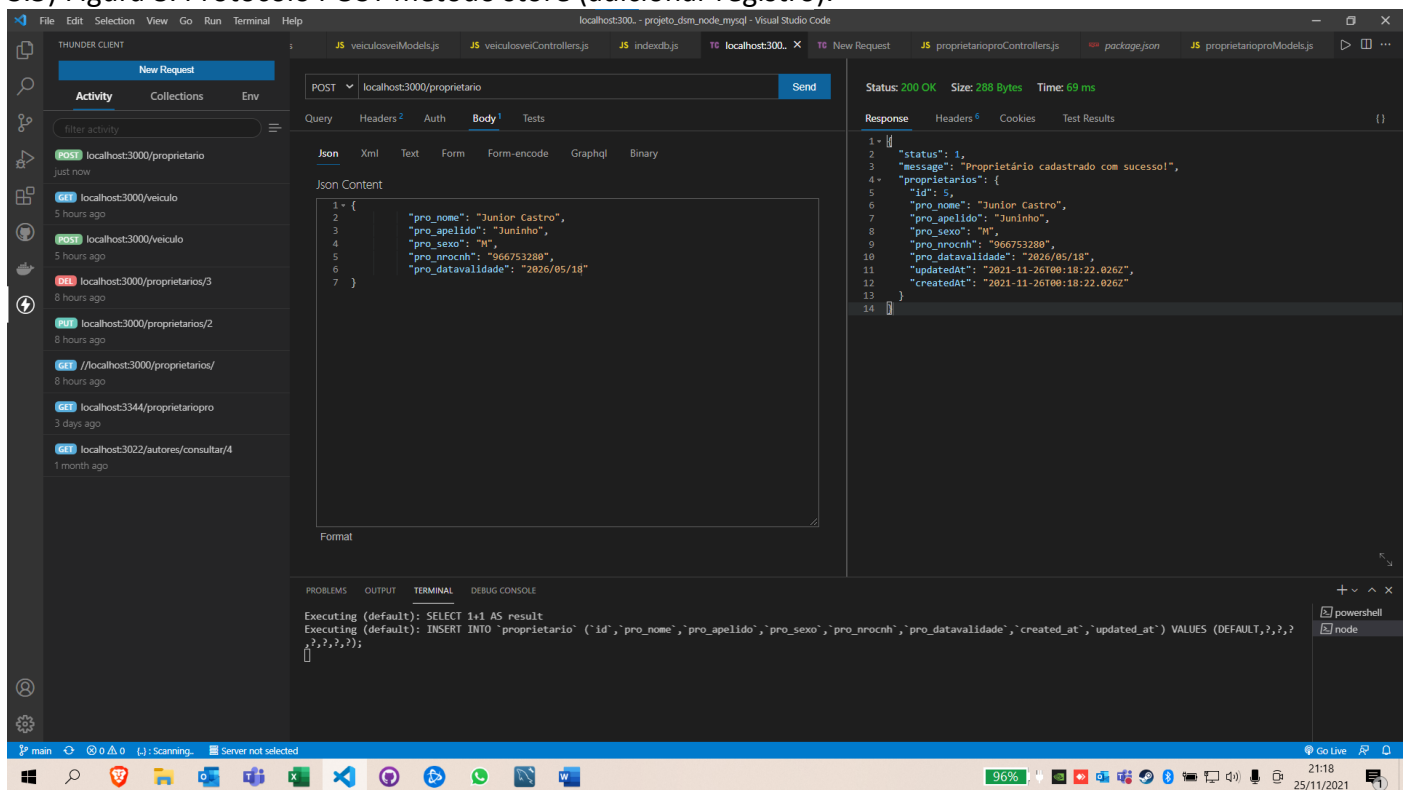 File Edit Selection View Go Run Terminal Help
localhost:300.. - projeto_dsm_node_mysql - Visual Studio Code
THUNDER CLIENT
New Request
Activity Collections Env
filter activity
POST localhost:3000/proprietario
just now
GET localhost:3000/veiculo
5 hours ago
POST localhost:3000/veiculo
5 hours ago
DEL localhost:3000/proprietarios/3
8 hours ago
PUT localhost:3000/proprietarios/2
8 hours ago
GET //localhost:3000/proprietarios/
8 hours ago
GET localhost:3344/proprietariopro
3 days ago
GET localhost:3022/autores/consultar/4
1 month ago
JS veiculosveiModels.js JS veiculosveiControllers.js JS indexdb.js TC localhost:300.. TC New Request JS proprietarioproControllers.js package.json JS proprietarioproModels.js
POST localhost:3000/proprietario Send
Query Headers 2 Auth Body 1 Tests
Json Xml Text Form Form-encode Graphql Binary
Json Content
1 {
2 "pro_nome": "Junior Castro",
3 "pro_apelido": "Juninho",
4 "pro_sexo": "M",
5 "pro_nrocnh": "966753280",
6 "pro_datavalidade": "2026/05/18"
7 }
Format
Status: 200 OK Size: 288 Bytes Time: 69 ms
Response Headers 6 Cookies Test Results {}
1 {
2 "status": 1,
3 "message": "Proprietário cadastrado com sucesso!",
4 "proprietarios": {
5 "id": 5,
6 "pro_nome": "Junior Castro",
7 "pro_apelido": "Juninho",
8 "pro_sexo": "M",
9 "pro_nrocnh": "966753280",
10 "pro_datavalidade": "2026/05/18",
11 "updatedAt": "2021-11-26T00:18:22.026Z",
12 "createdAt": "2021-11-26T00:18:22.026Z"
13 }
14 }
PROBLEMS OUTPUT TERMINAL DEBUG CONSOLE
Executing (default): SELECT 1+1 AS result
Executing (default): INSERT INTO `proprietario` (`id`,`pro_nome`,`pro_apelido`,`pro_sexo`,`pro_nrocnh`,`pro_datavalidade`,`created_at`,`updated_at`) VALUES (DEFAULT,?,?,?
,?,?,?,?);
powershell
node
main 0 0 {..} : Scanning.. Server not selected
Go Live
96%
21:18
25/11/2021